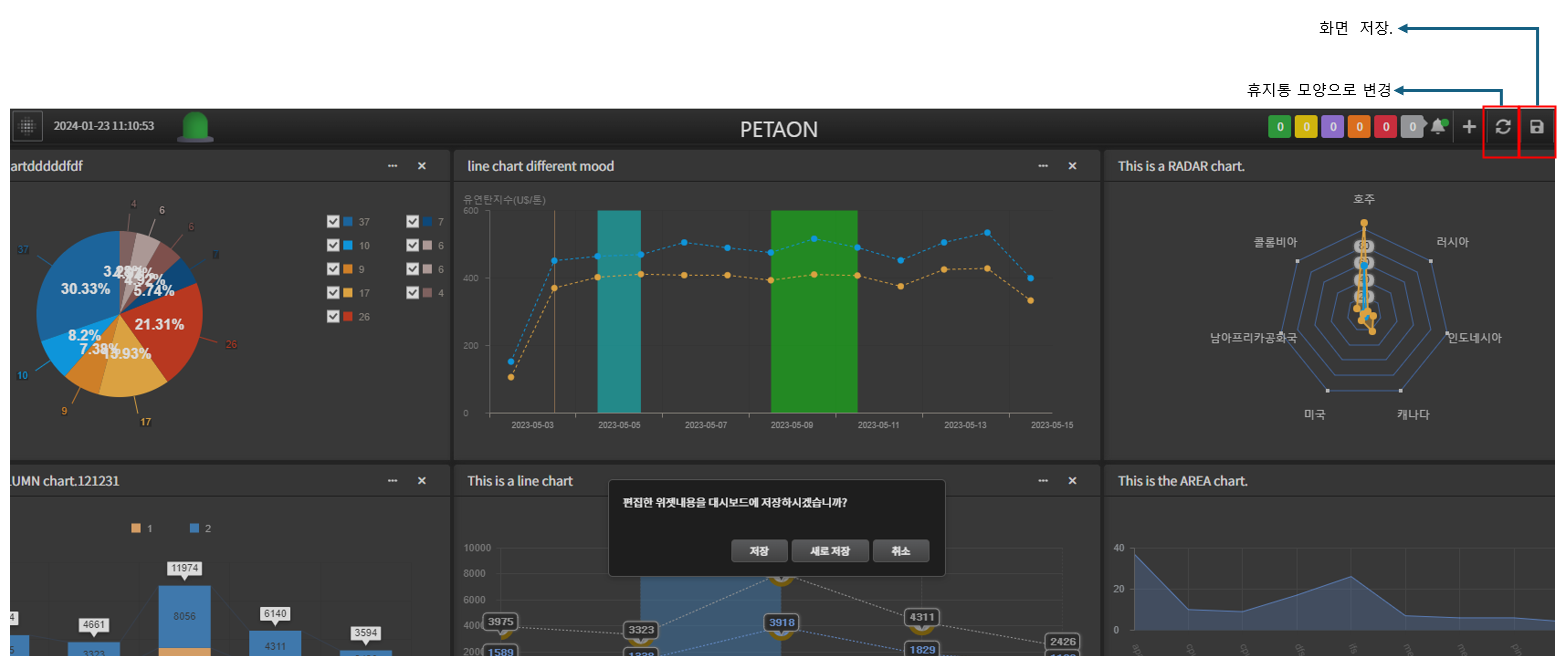 화면 저장.
휴지통 모양으로 변경
2024-01-23 11:10:53
PETAON
0 0 0 0 0 0
artdddddfdf
4
6
6
37
10
9
17
26
30.33%
5.74%
21.31%
8.2%
13.93%
37 7
10 6
9 6
17 4
26
line chart different mood
유연탄지수(US/톤)
600
400
200
0
2023-05-03 2023-05-05 2023-05-07 2023-05-09 2023-05-11 2023-05-13 2023-05-15
This is a RADAR chart.
호주
콜롬비아 러시아
남아프리카공화국 인도네시아
미국 캐나다
UMN chart.121231
1 2
11974
8056
4
4661
3323
6140
4311
3594
This is a line chart
10000
8000
6000
4000
2000
3975
3323
4311
2426
1589
3918
1829
편집한 위젯내용을 대시보드에 저장하시겠습니까?
저장 새로 저장 취소
This is the AREA chart.
40
20
0